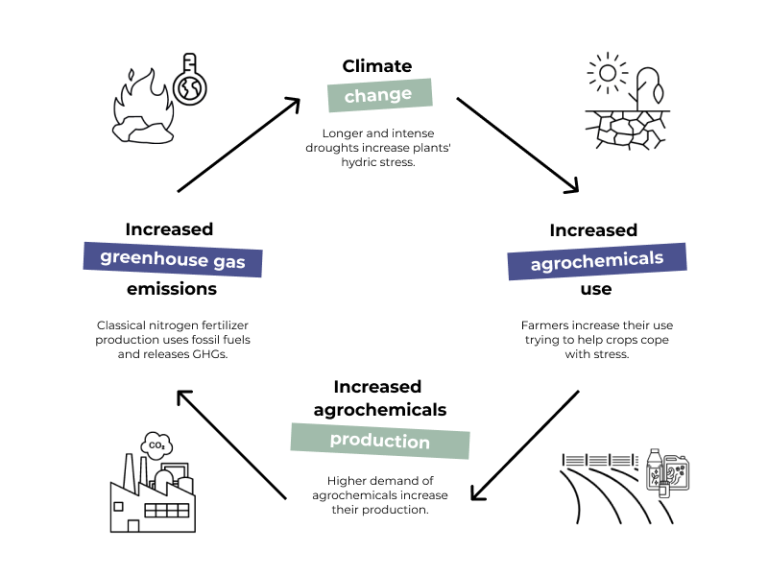 Climate
change
Longer and intense
droughts increase plants'
hydric stress.
Increased
agrochemicals
use
Farmers increase their use
trying to help crops cope
with stress.
Increased
agrochemicals
production
Higher demand of
agrochemicals increase
their production.
Increased
greenhouse gas
emissions
Classical nitrogen fertilizer
production uses fossil fuels
and releases GHGs.
CO₂